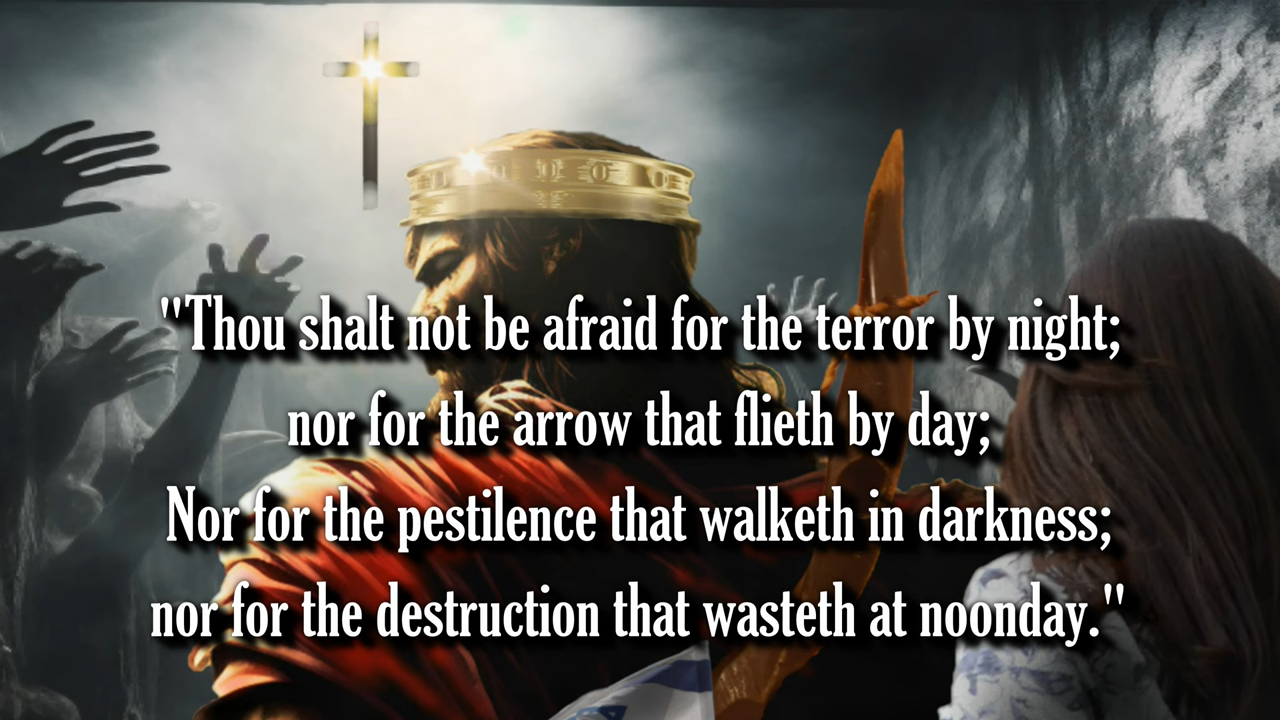 "Thou shalt not be afraid for the terror by night;
nor for the arrow that flieth by day;
Nor for the pestilence that walketh in darkness;
nor for the destruction that wasteth at noonday."